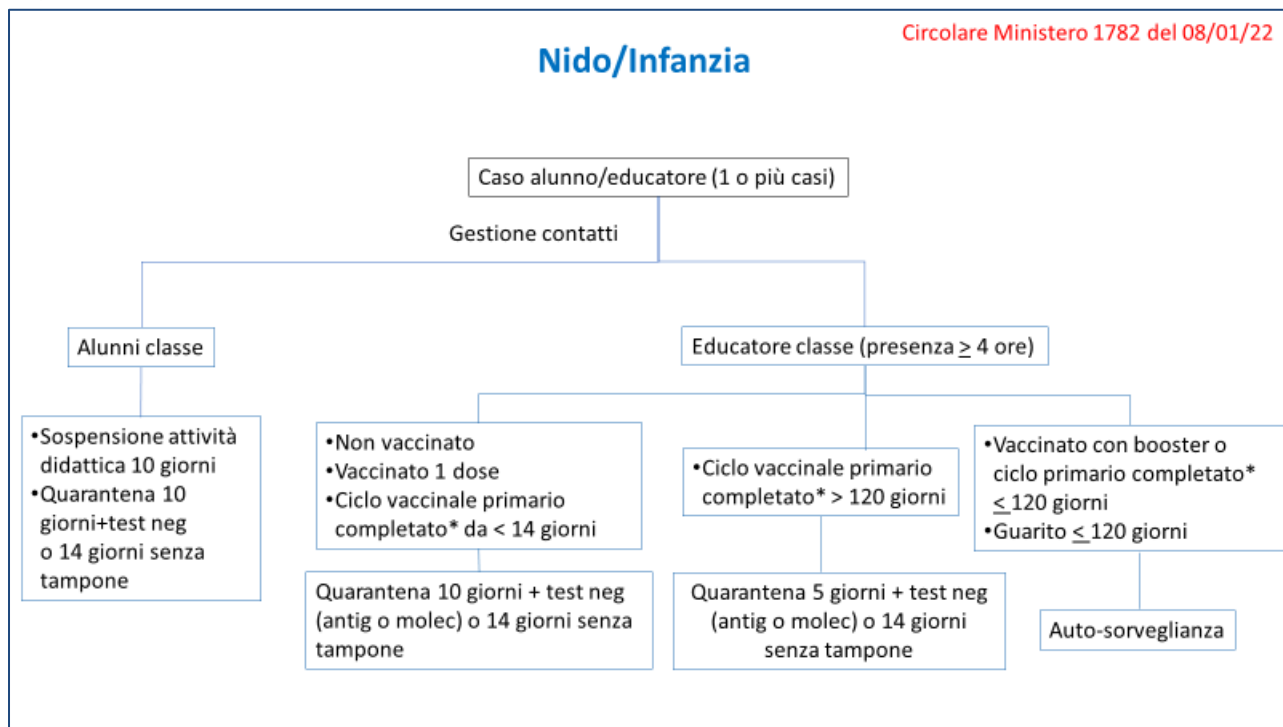 Circolare Ministero 1782 del 08/01/22
Nido/Infanzia
Caso alunno/educatore (1 o più casi)
Gestione contatti
Alunni classe
Educatore classe (presenza ≥ 4 ore)
•Sospensione attività
didattica 10 giorni
•Quarantena 10
giorni+test neg
o 14 giorni senza
tampone
•Non vaccinato
•Vaccinato 1 dose
•Ciclo vaccinale primario
completato* da < 14 giorni
•Ciclo vaccinale primario
completato* > 120 giorni
•Vaccinato con booster o
ciclo primario completato*
≤ 120 giorni
•Guarito ≤ 120 giorni
Quarantena 10 giorni + test neg
(antig o molec) o 14 giorni senza
tampone
Quarantena 5 giorni + test neg
(antig o molec) o 14 giorni
senza tampone
Auto-sorveglianza